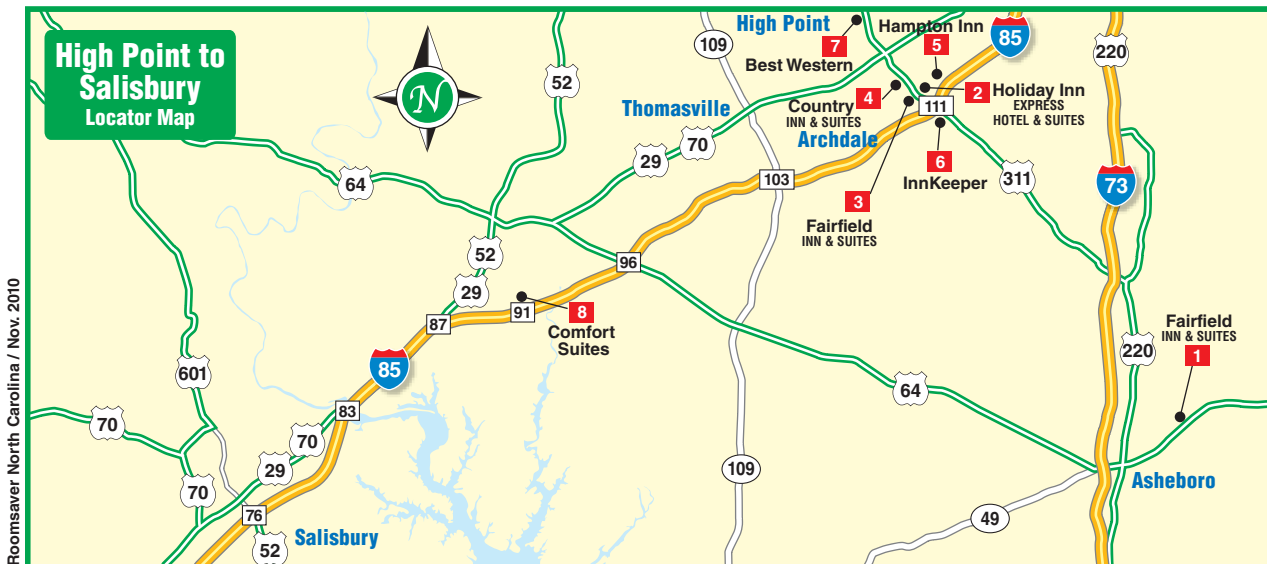 High Point to
Salisbury
Locator Map
N
52
109
High Point
7
Best Western
Hampton Inn
5
85
220
4
Country
INN & SUITES
2
Holiday Inn
EXPRESS
HOTEL & SUITES
111
Thomasville
Archdale
70
29
6
InnKeeper
311
73
64
103
3
Fairfield
INN & SUITES
52
96
29
91
8
Comfort
Suites
87
Fairfield
INN & SUITES
1
220
85
601
64
83
70
70
29
109
70
76
Salisbury
52
49
Asheboro
Roomsaver North Carolina / Nov. 2010